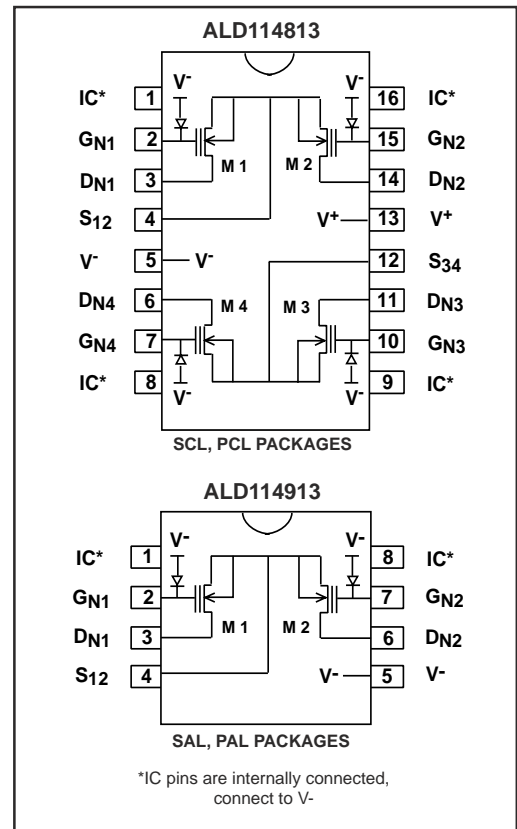 ALD114813
V-
V-
IC* 1
16 IC*
GN1 2
15 GN2
M 1
M 2
DN1 3
14 DN2
S12 4
V+ 13 V+
V- 5 V-
12 S34
DN4 6
M 4
M 3
11 DN3
GN4 7
10 GN3
IC* 8
V-
V-
9 IC*
SCL, PCL PACKAGES
ALD114913
V-
V-
IC* 1
8 IC*
GN1 2
7 GN2
M 1
M 2
DN1 3
6 DN2
S12 4
V- 5 V-
SAL, PAL PACKAGES
*IC pins are internally connected,
connect to V-